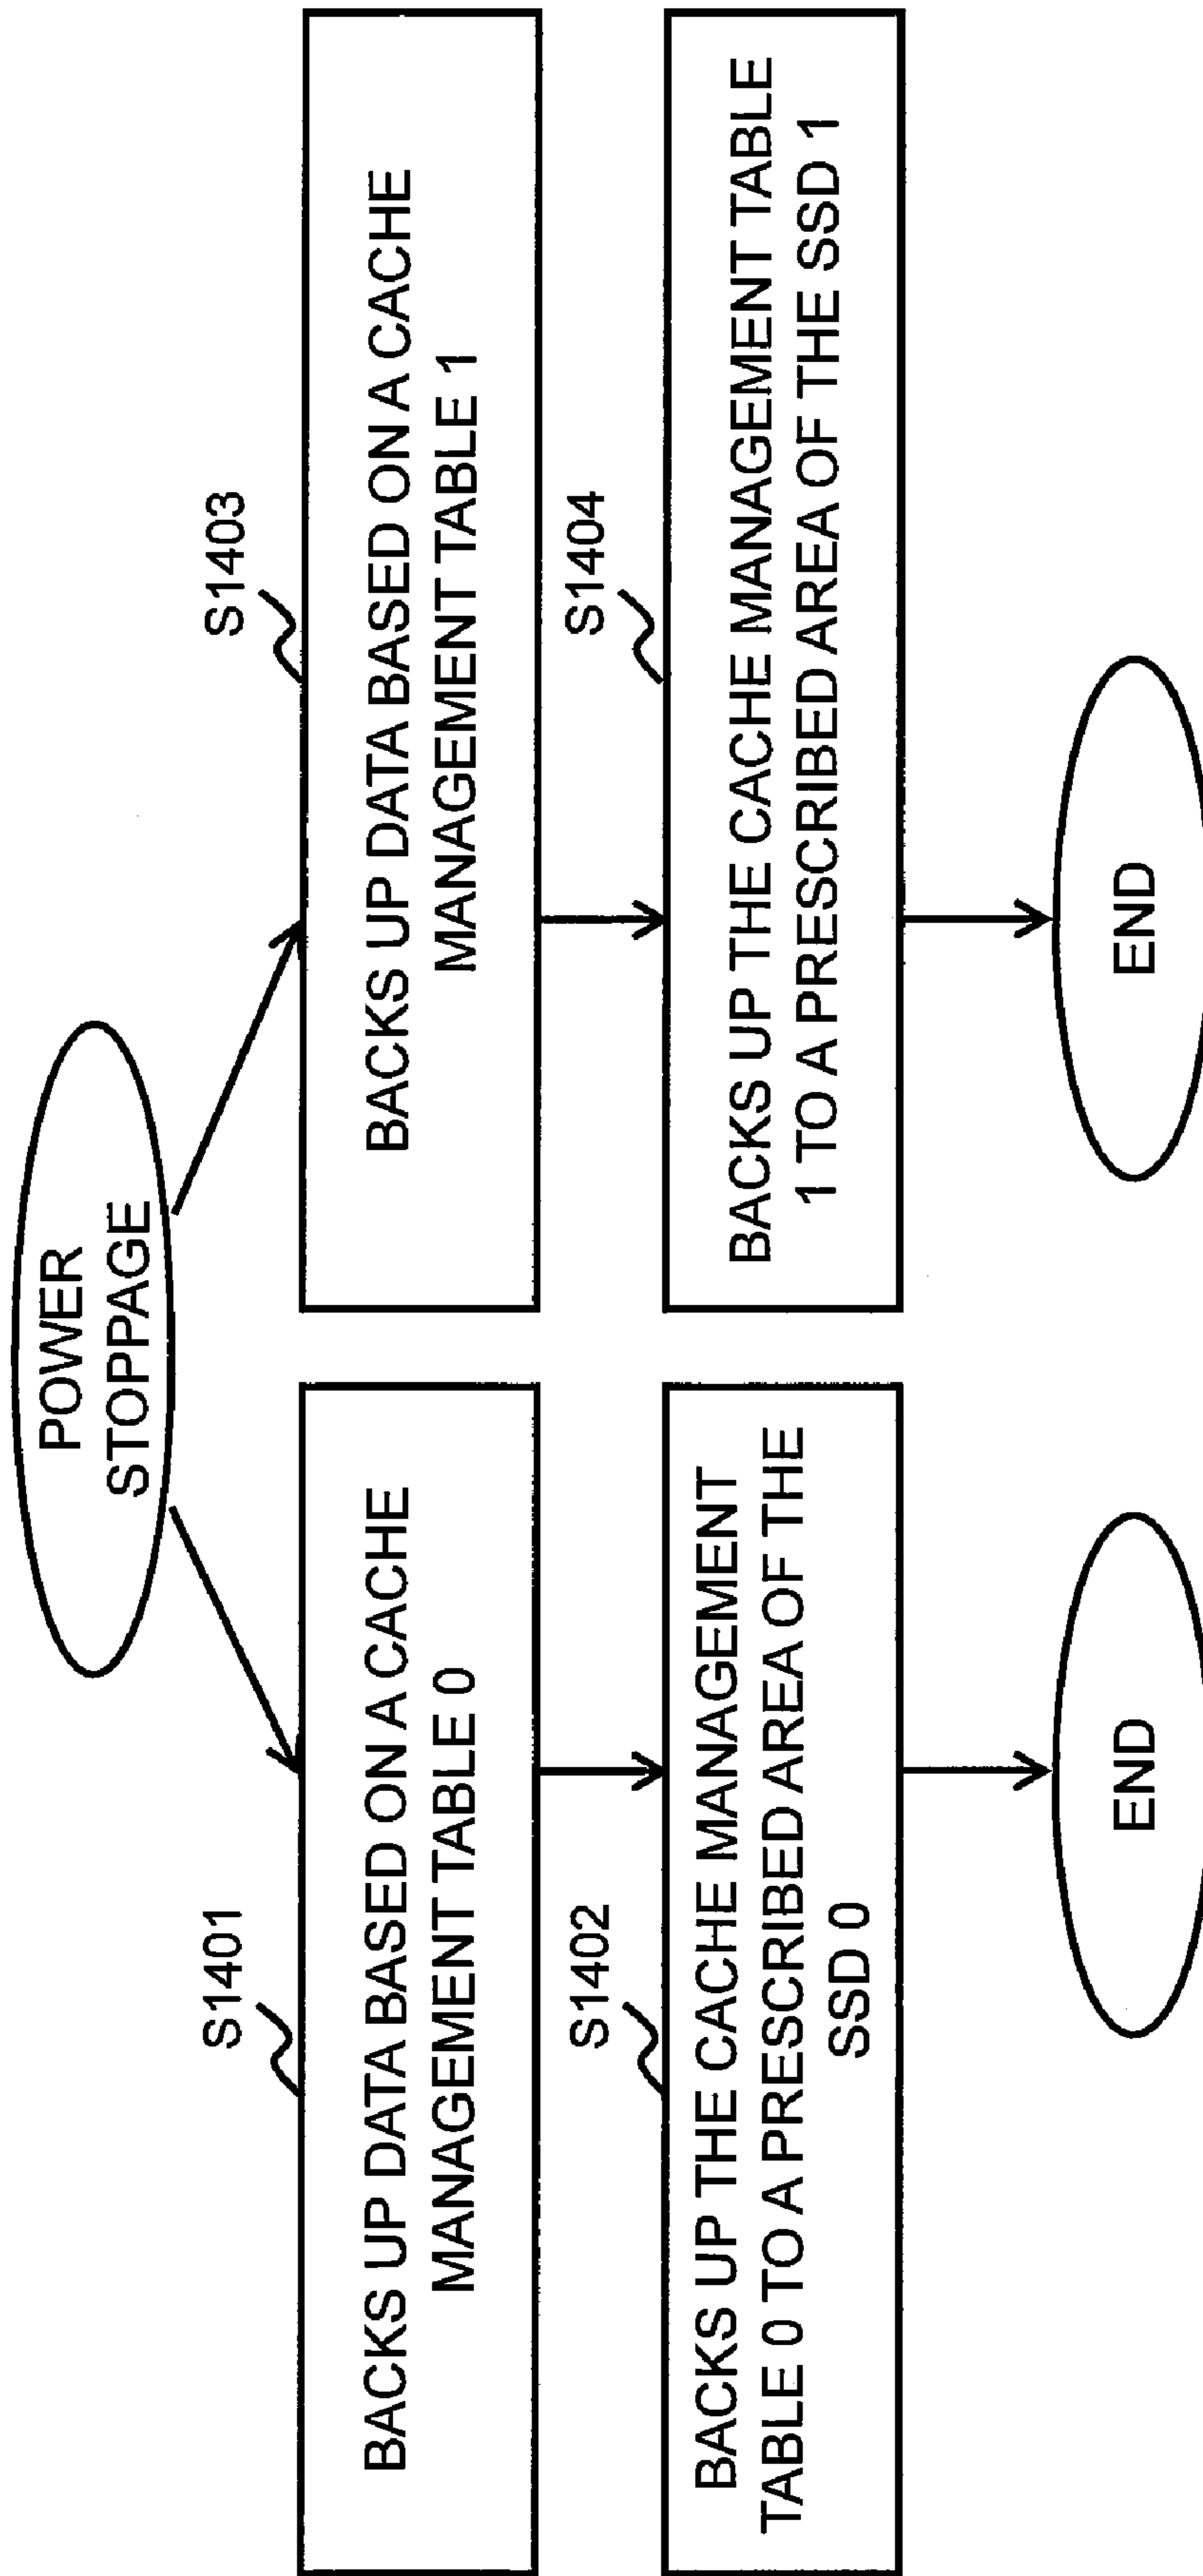 POWER
STOPPAGE
S1401
BACKS UP DATA BASED ON A CACHE
MANAGEMENT TABLE 0
S1402
BACKS UP THE CACHE MANAGEMENT
TABLE 0 TO A PRESCRIBED AREA OF THE
SSD 0
END
S1403
BACKS UP DATA BASED ON A CACHE
MANAGEMENT TABLE 1
S1404
BACKS UP THE CACHE MANAGEMENT TABLE
1 TO A PRESCRIBED AREA OF THE SSD 1
END